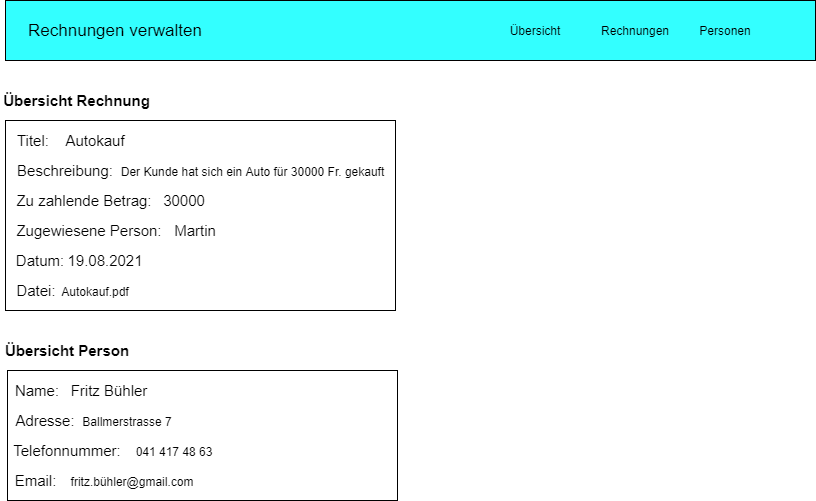 Rechnungen verwalten Übersicht Rechnungen Personen
Übersicht Rechnung
Titel: Autokauf
Beschreibung: Der Kunde hat sich ein Auto für 30000 Fr. gekauft
Zu zahlende Betrag: 30000
Zugewiesene Person: Martin
Datum: 19.08.2021
Datei: Autokauf.pdf
Übersicht Person
Name: Fritz Bühler
Adresse: Ballmerstrasse 7
Telefonnummer: 041 417 48 63
Email: fritz.bühler@gmail.com